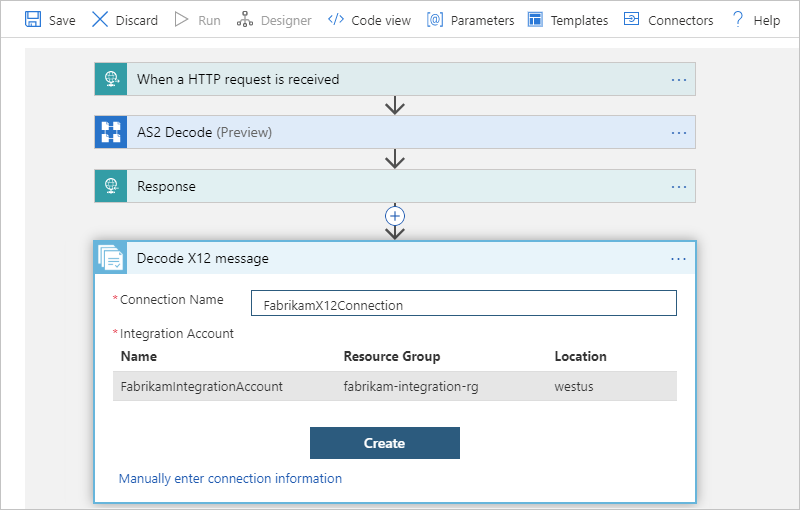 Save Discard Run Designer Code view Parameters Templates Connectors ? Help
When a HTTP request is received ...
AS2 Decode (Preview) ...
Response ...
Decode X12 message ...
*Connection Name FabrikamX12Connection
*Integration Account
Name Resource Group Location
FabrikamIntegrationAccount fabrikam-integration-rg westus
Create
Manually enter connection information